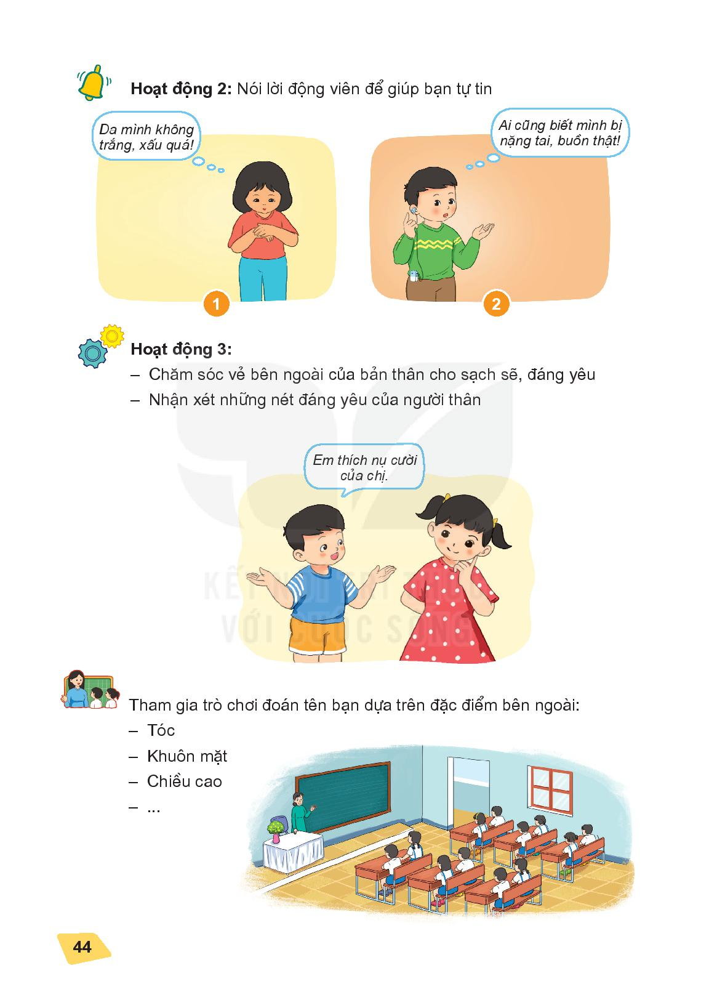 Hoạt động 2: Nói lời động viên để giúp bạn tự tin
Da mình không
trắng, xấu quá!
Ai cũng biết mình bị
nặng tai, buồn thật!
1
2
Hoạt động 3:
– Chăm sóc vẻ bên ngoài của bản thân cho sạch sẽ, đáng yêu
– Nhận xét những nét đáng yêu của người thân
Em thích nụ cười
của chị.
KẾT NỐI TRI THỨC
VỚI CUỘC SỐNG
Tham gia trò chơi đoán tên bạn dựa trên đặc điểm bên ngoài:
– Tóc
– Khuôn mặt
– Chiều cao
– ...
44